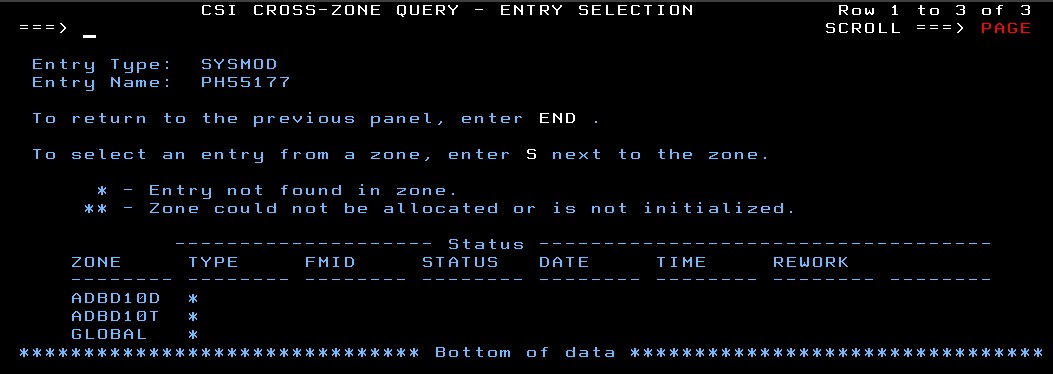 CSI CROSS-ZONE QUERY - ENTRY SELECTION Row 1 to 3 of 3
===> _ SCROLL ===> PAGE
Entry Type: SYSMOD
Entry Name: PH55177
To return to the previous panel, enter END .
To select an entry from a zone, enter S next to the zone.
* - Entry not found in zone.
** - Zone could not be allocated or is not initialized.
-------------------- Status -----------------------------------
ZONE TYPE FMID STATUS DATE TIME REWORK
-------- -------- -------- -------- -------- -------- -------- --------
ADBD10D *
ADBD10T *
GLOBAL *
******************************* Bottom of data ********************************